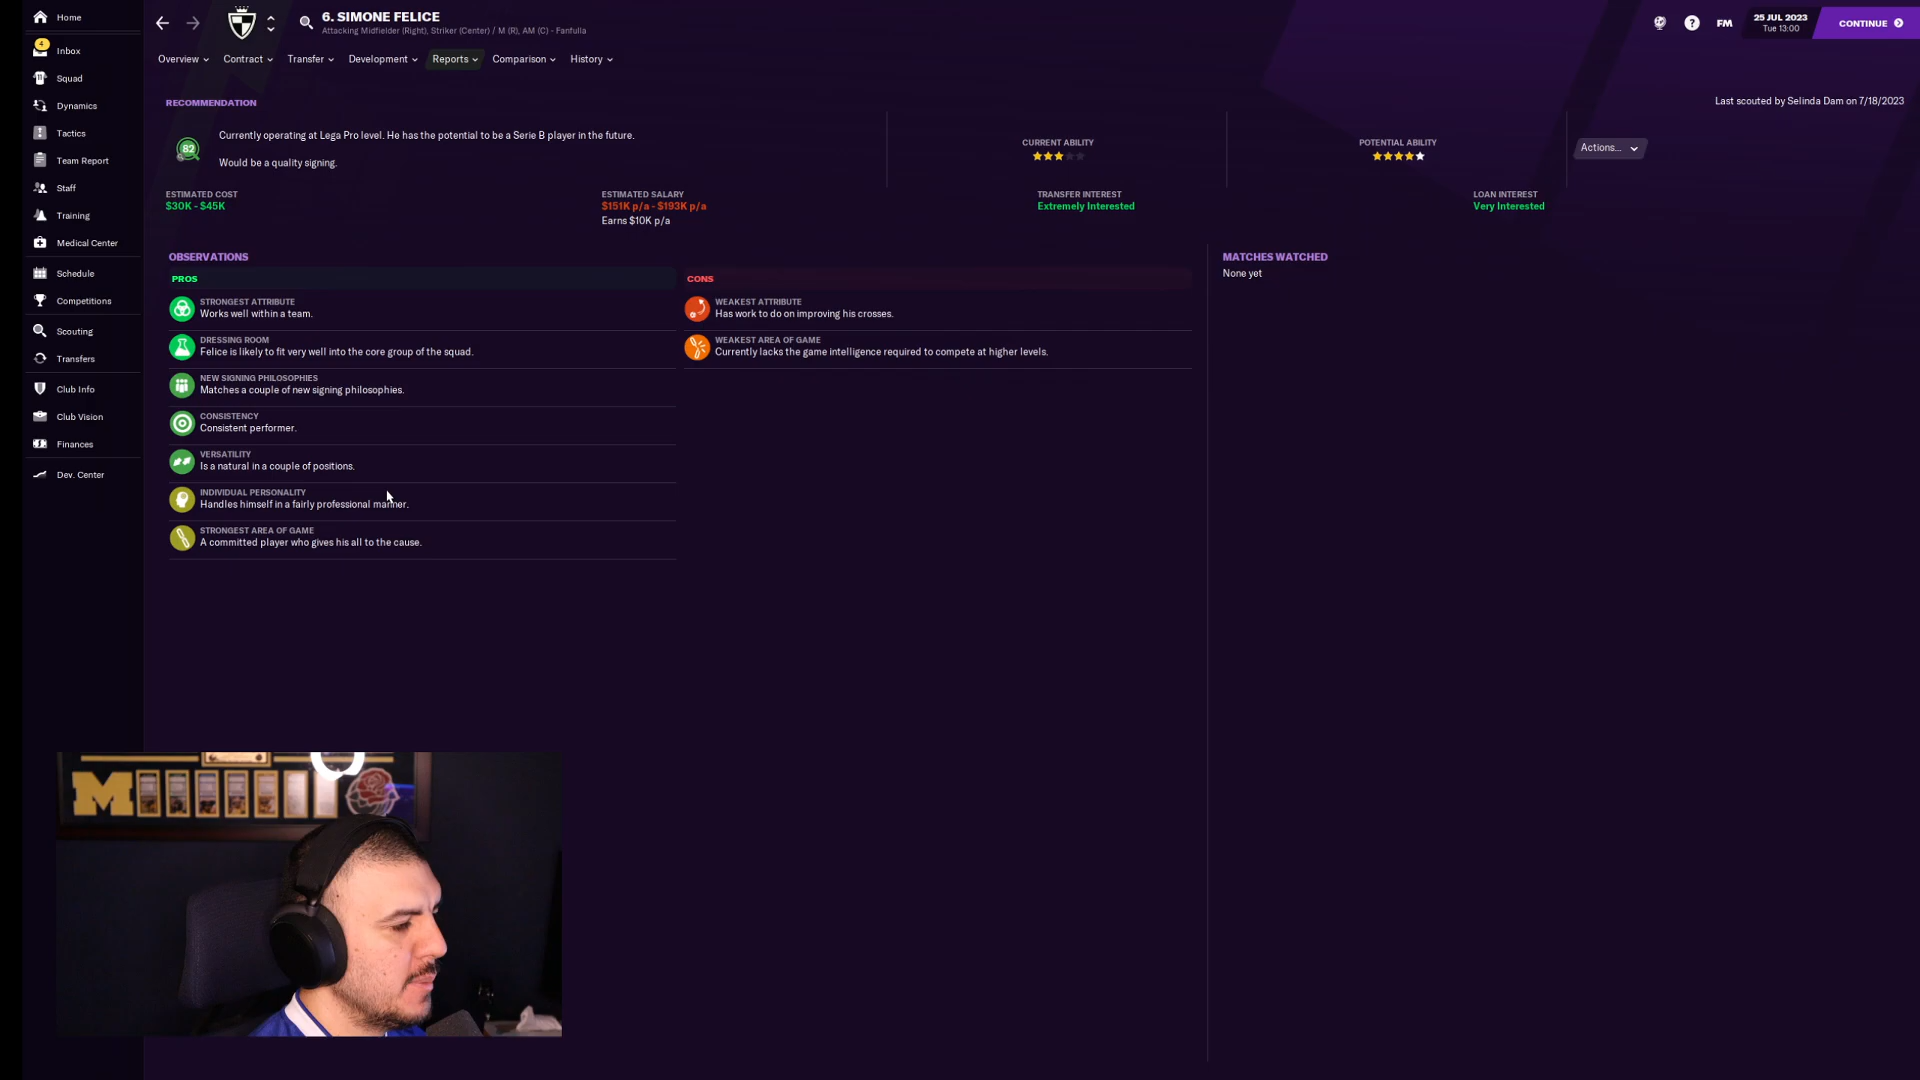 Home
4
Inbox
Squad
Dynamics
Tactics
Team Report
Staff
Training
Medical Center
Schedule
Competitions
Scouting
Transfers
Club Info
Club Vision
Finances
Dev. Center
6. SIMONE FELICE
Attacking Midfielder (Right), Striker (Center) / M (R), AM (C) - Fanfulla
FM
25 JUL 2023
Tue 13:00
CONTINUE
Overview
Contract
Transfer
Development
Reports
Comparison
History
RECOMMENDATION
Last scouted by Selinda Dam on 7/18/2023
82
Currently operating at Lega Pro level. He has the potential to be a Serie B player in the future.
Would be a quality signing.
CURRENT ABILITY
POTENTIAL ABILITY
Actions...
ESTIMATED COST
$30K - $45K
ESTIMATED SALARY
$151K p/a - $193K p/a
Earns $10K p/a
TRANSFER INTEREST
Extremely Interested
LOAN INTEREST
Very Interested
OBSERVATIONS
PROS
STRONGEST ATTRIBUTE
Works well within a team.
DRESSING ROOM
Felice is likely to fit very well into the core group of the squad.
NEW SIGNING PHILOSOPHIES
Matches a couple of new signing philosophies.
CONSISTENCY
Consistent performer.
VERSATILITY
Is a natural in a couple of positions.
INDIVIDUAL PERSONALITY
Handles himself in a fairly professional manner.
STRONGEST AREA OF GAME
A committed player who gives his all to the cause.
CONS
WEAKEST ATTRIBUTE
Has work to do on improving his crosses.
WEAKEST AREA OF GAME
Currently lacks the game intelligence required to compete at higher levels.
MATCHES WATCHED
None yet
M